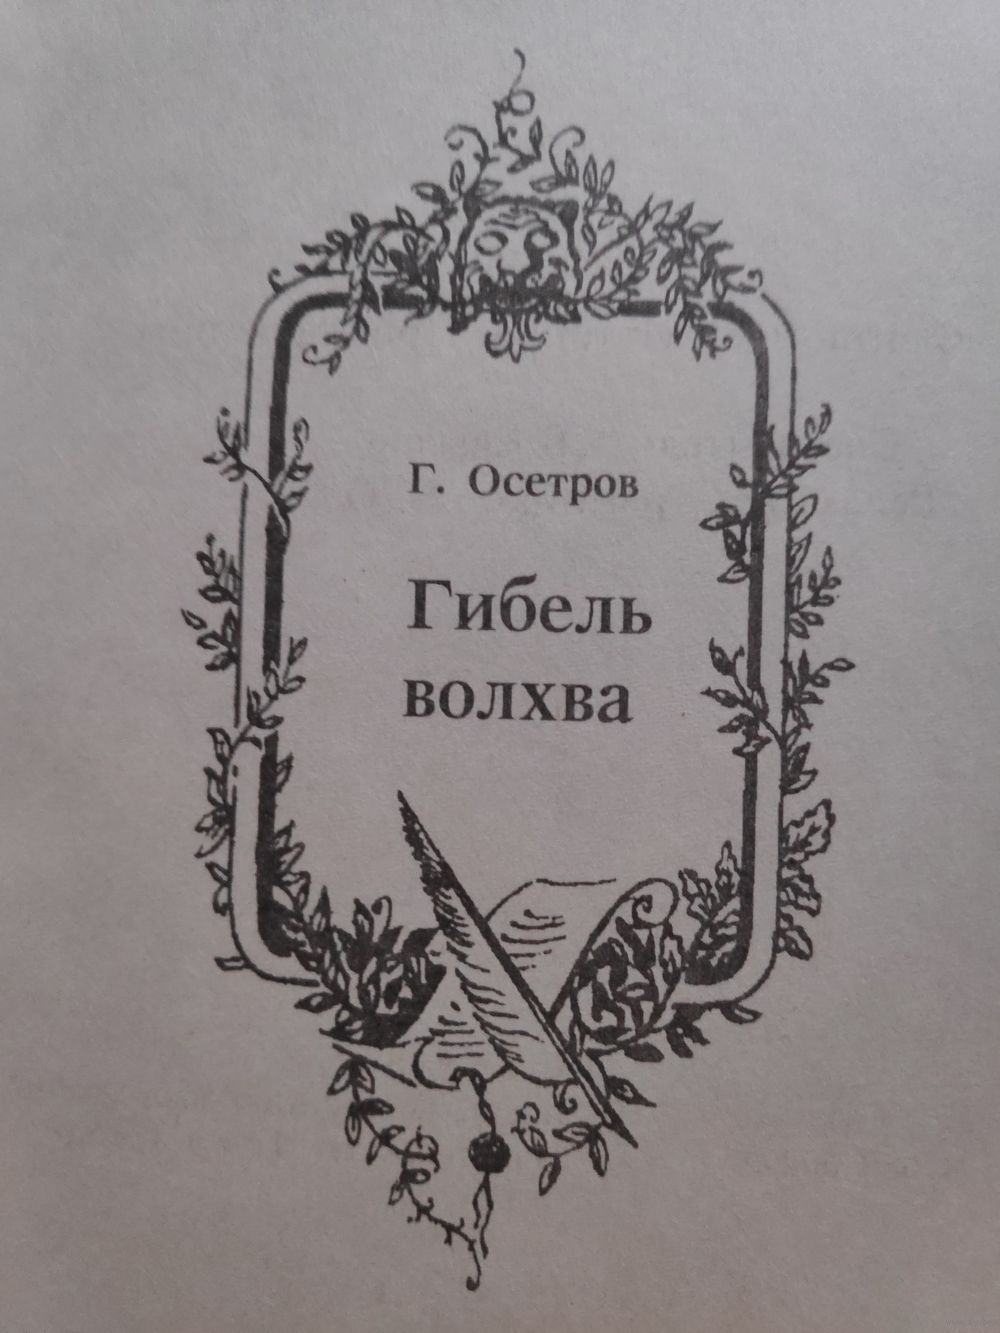 Г. Осетров
Гибель
волхва